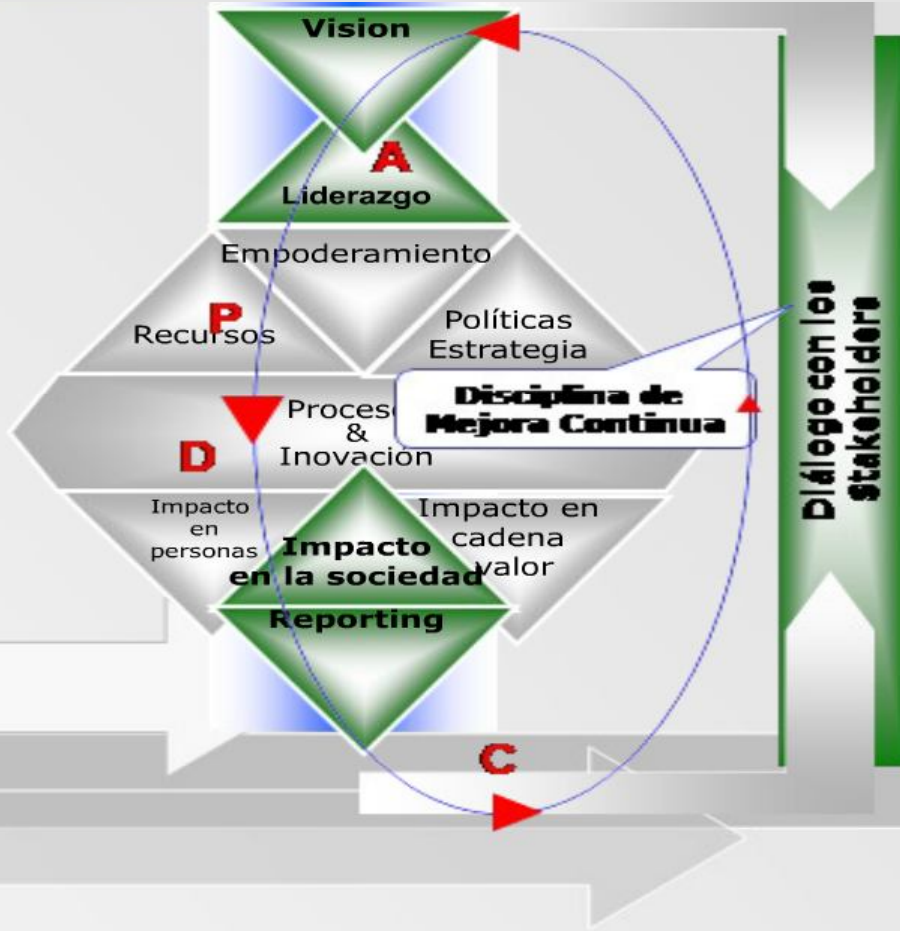 Vision
A
Liderazgo
Empoderamiento
P
Recursos
Políticas
Estrategia
Disciplina de
Mejora Continua
Proces
&
Inovación
D
Impacto
en
personas
Impacto en
cadena
valor
Impacto
en la sociedad
Reporting
C
Diálogo con los
stakeholders